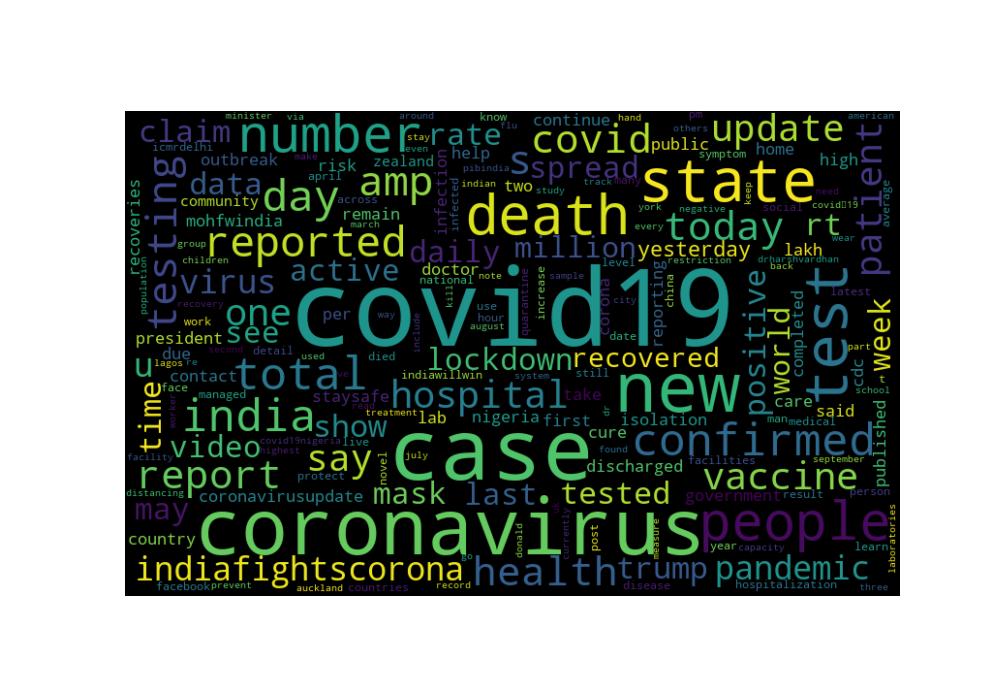 minister via around know continue hand pm american
claim number rate covid public update others patient
icmrdelhi outbreak risk zealand help flu stay even symptom home high
testing data day amp infection infected s spread state many
community april across make indian two study track keep need social average
mohfwindia remain march death york negative every today covid19 wear rt
recoveries group reported daily million level yesterday restriction lakh drharshvardhan
children virus active doctor national note sample increase corona reporting china back latest
population recovery covid19 kill quarantine use hour city positive world completed test week
work one per way august date part
president see include lockdown recovered
due second detail used died new cdc
lagos re u contact total indiawillwin system still school
face managed staysafe hospital take care said
time worker india treatment lab nigeria first dr isolation man medical
video show live case cure confirmed published
facility covid19nigeria highest july found facilities september
report say novel discharged vaccine
distancing coronavirusupdate protect mask last tested government result person
may coronavirus people
country donald currently uk post measure year capacity learn laboratories
indiafightscorona health go trump pandemic
facebook prevent auckland countries record disease hospitalization three